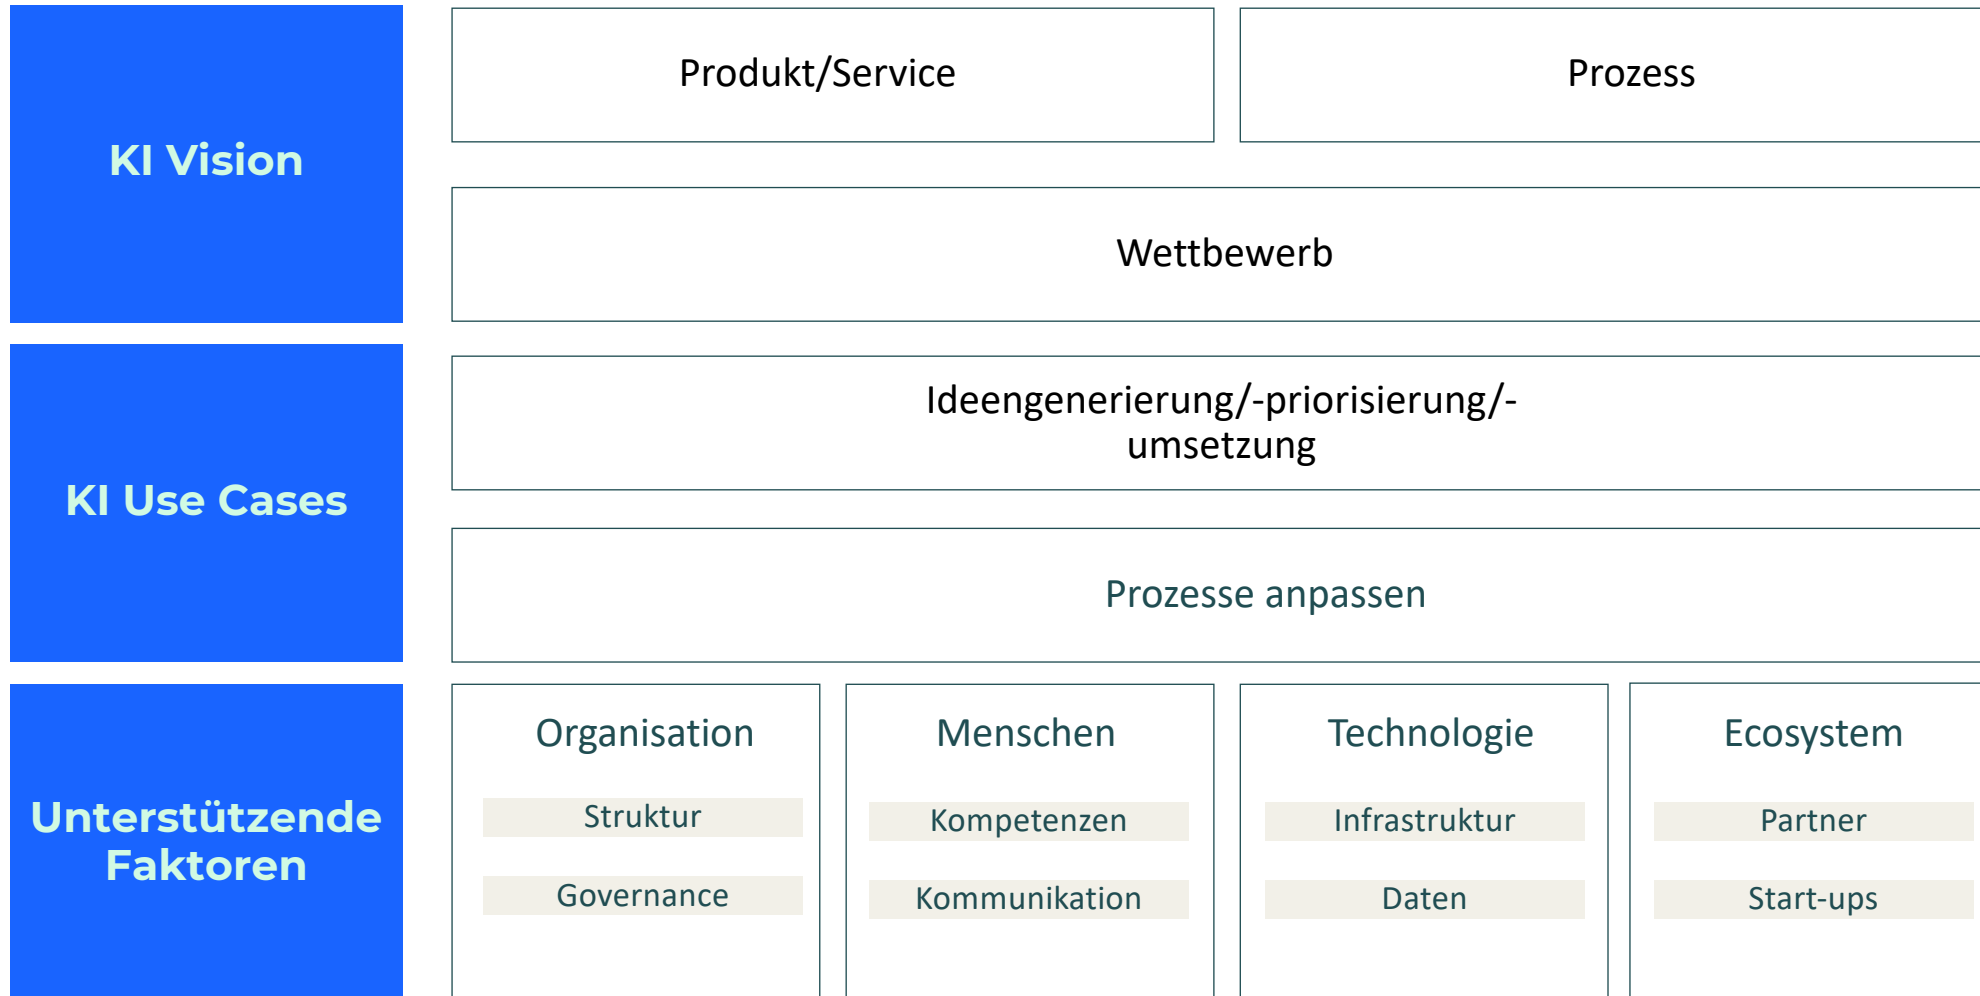 KI Vision
Produkt/Service
Prozess
Wettbewerb
KI Use Cases
Ideengenerierung/-priorisierung/-
umsetzung
Prozesse anpassen
Unterstützende
Faktoren
Organisation
Struktur
Governance
Menschen
Kompetenzen
Kommunikation
Technologie
Infrastruktur
Daten
Ecosystem
Partner
Start-ups